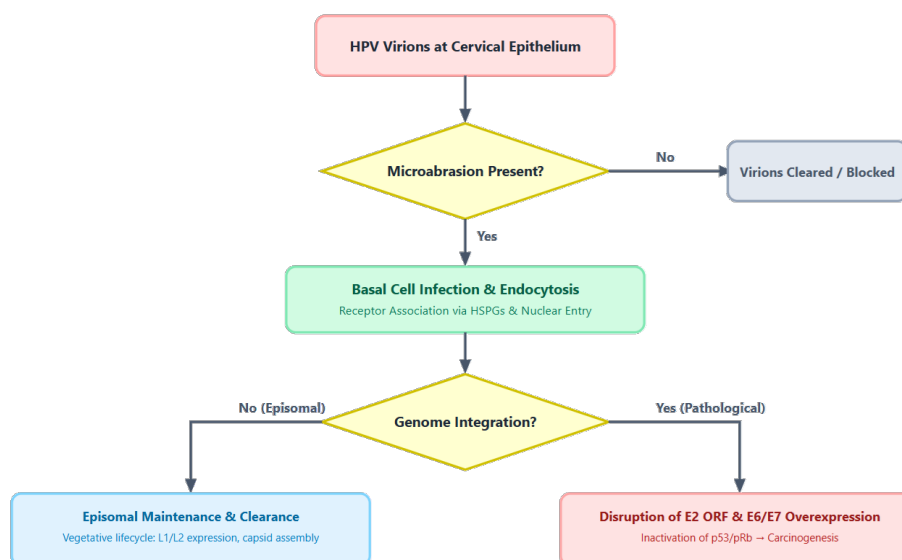 HPV Virions at Cervical Epithelium
Microabrasion Present?
No
Virions Cleared / Blocked
Yes
Basal Cell Infection & Endocytosis
Receptor Association via HSPGs & Nuclear Entry
No (Episomal)
Yes (Pathological)
Genome Integration?
Episomal Maintenance & Clearance
Vegetative lifecycle: L1/L2 expression, capsid assembly
Disruption of E2 ORF & E6/E7 Overexpression
Inactivation of p53/pRb → Carcinogenesis